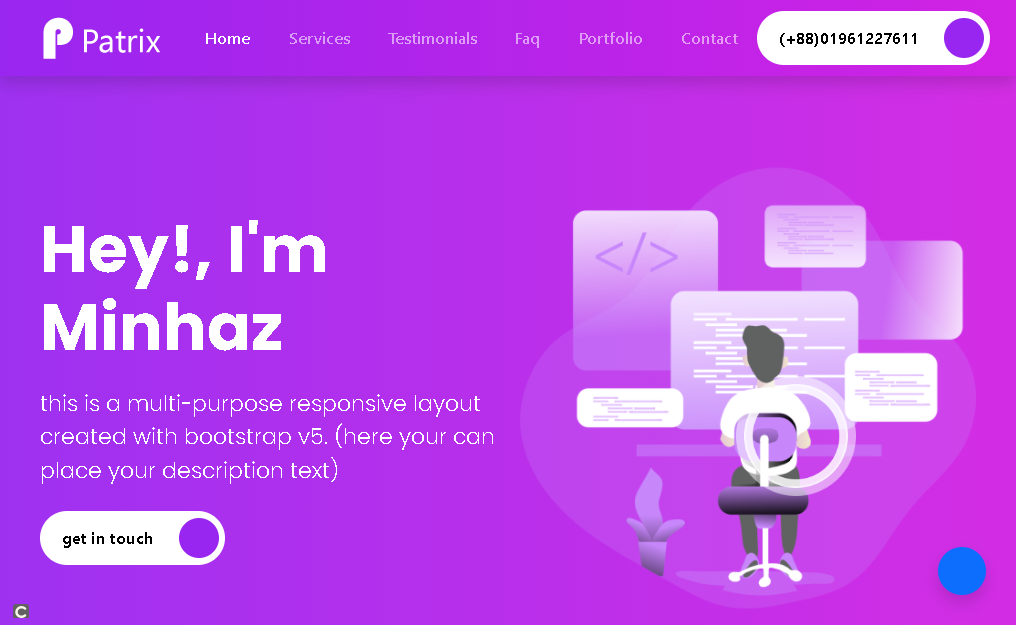 Patrix
Home
Services
Testimonials
Faq
Portfolio
Contact
(+88)01961227611
</>
Hey!, I'm
Minhaz
this is a multi-purpose responsive layout
created with bootstrap v5. (here your can
place your description text)
get in touch
C